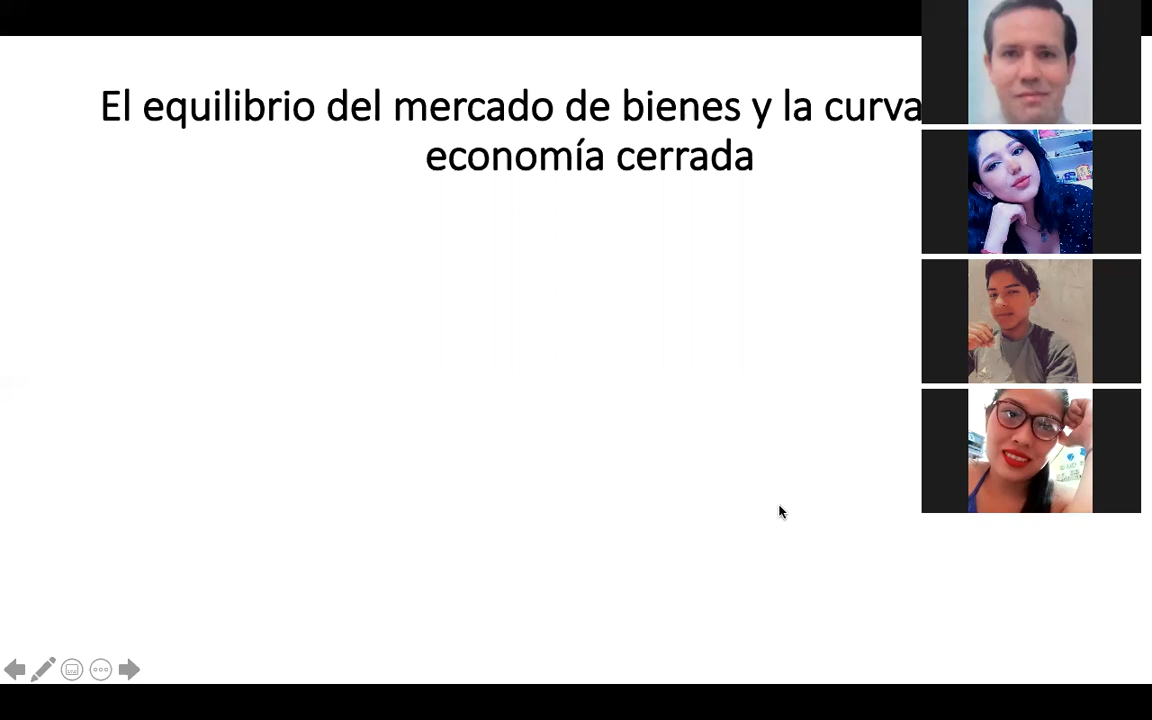 El equilibrio del mercado de bienes y la curva
economía cerrada